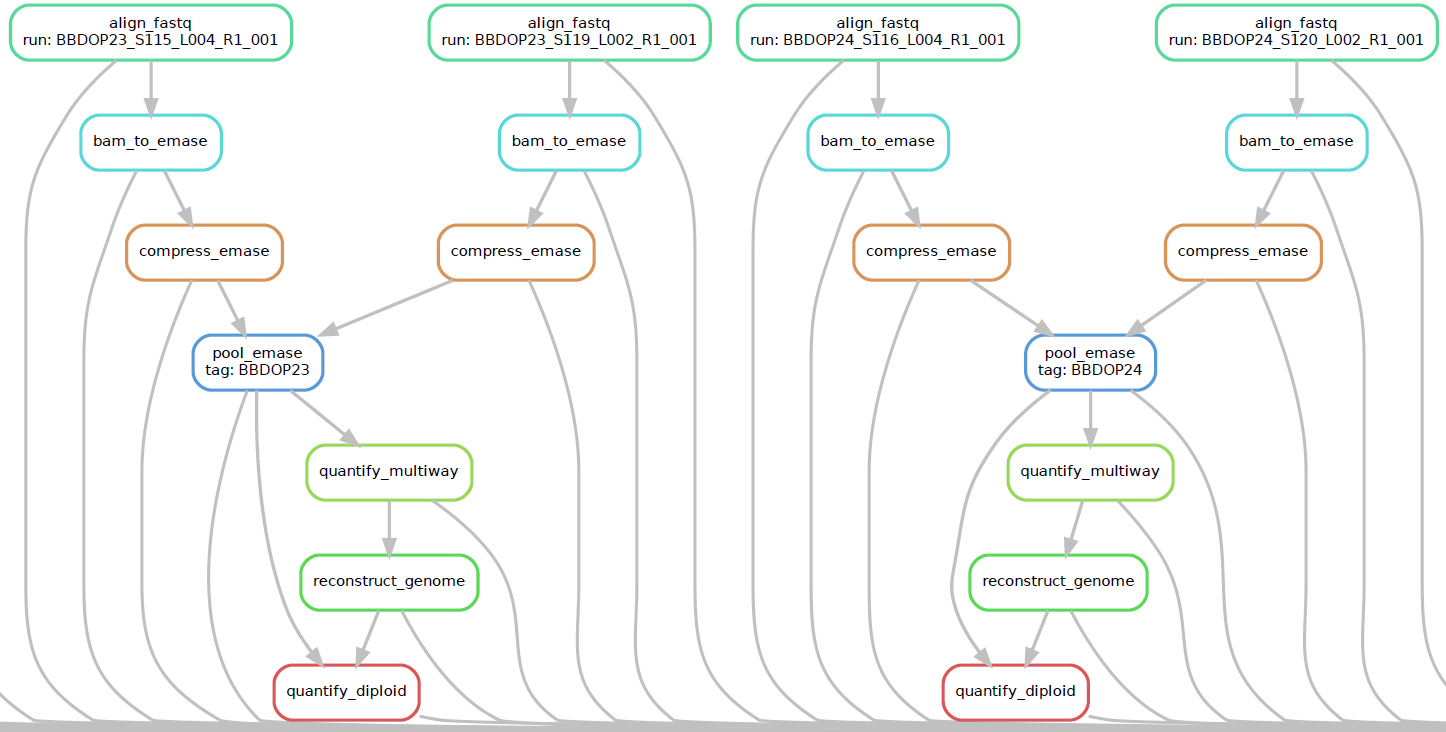 align_fastq
run: BBDOP23_S115_L004_R1_001
align_fastq
run: BBDOP23_S119_L002_R1_001
align_fastq
run: BBDOP24_S116_L004_R1_001
align_fastq
run: BBDOP24_S120_L002_R1_001
bam_to_emase
bam_to_emase
bam_to_emase
bam_to_emase
compress_emase
compress_emase
compress_emase
compress_emase
pool_emase
tag: BBDOP23
pool_emase
tag: BBDOP24
quantify_multiway
quantify_multiway
reconstruct_genome
reconstruct_genome
quantify_diploid
quantify_diploid